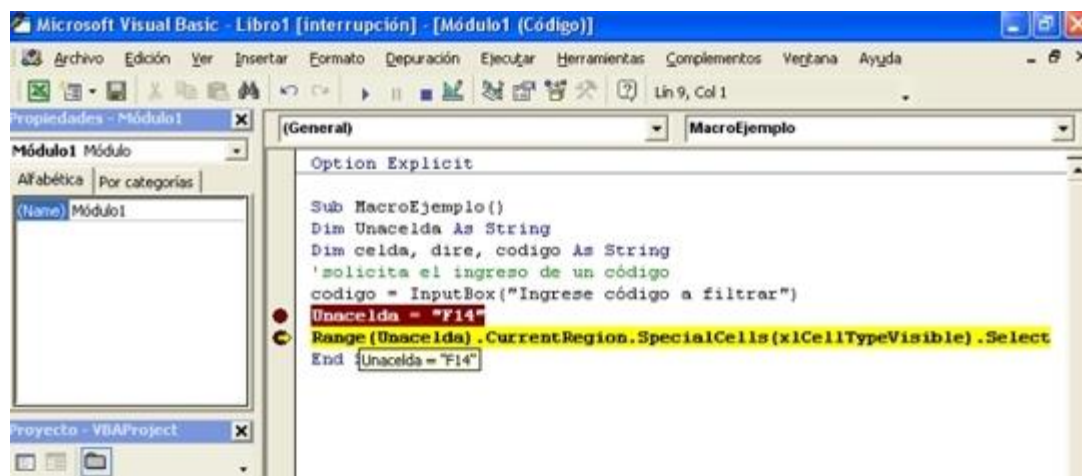 Microsoft Visual Basic - Libro1 [interrupción] - [Módulo1 (Código)]
Archivo Edición Ver Insertar Formato Depuración Ejecutar Herramientas Complementos Ventana Ayuda
Lín 9, Col 1
Propiedades - Módulo1
(General) MacroEjemplo
Módulo1 Módulo
Alfabética Por categorías
(Name) Módulo1
Option Explicit
Sub MacroEjemplo()
Dim Unacelda As String
Dim celda, dire, codigo As String
'solicita el ingreso de un código
codigo = InputBox("Ingrese código a filtrar")
Unacelda = "F14"
Range(Unacelda).CurrentRegion.SpecialCells(xlCellTypeVisible).Select
End
Unacelda = "F14"
Proyecto - VBAProject